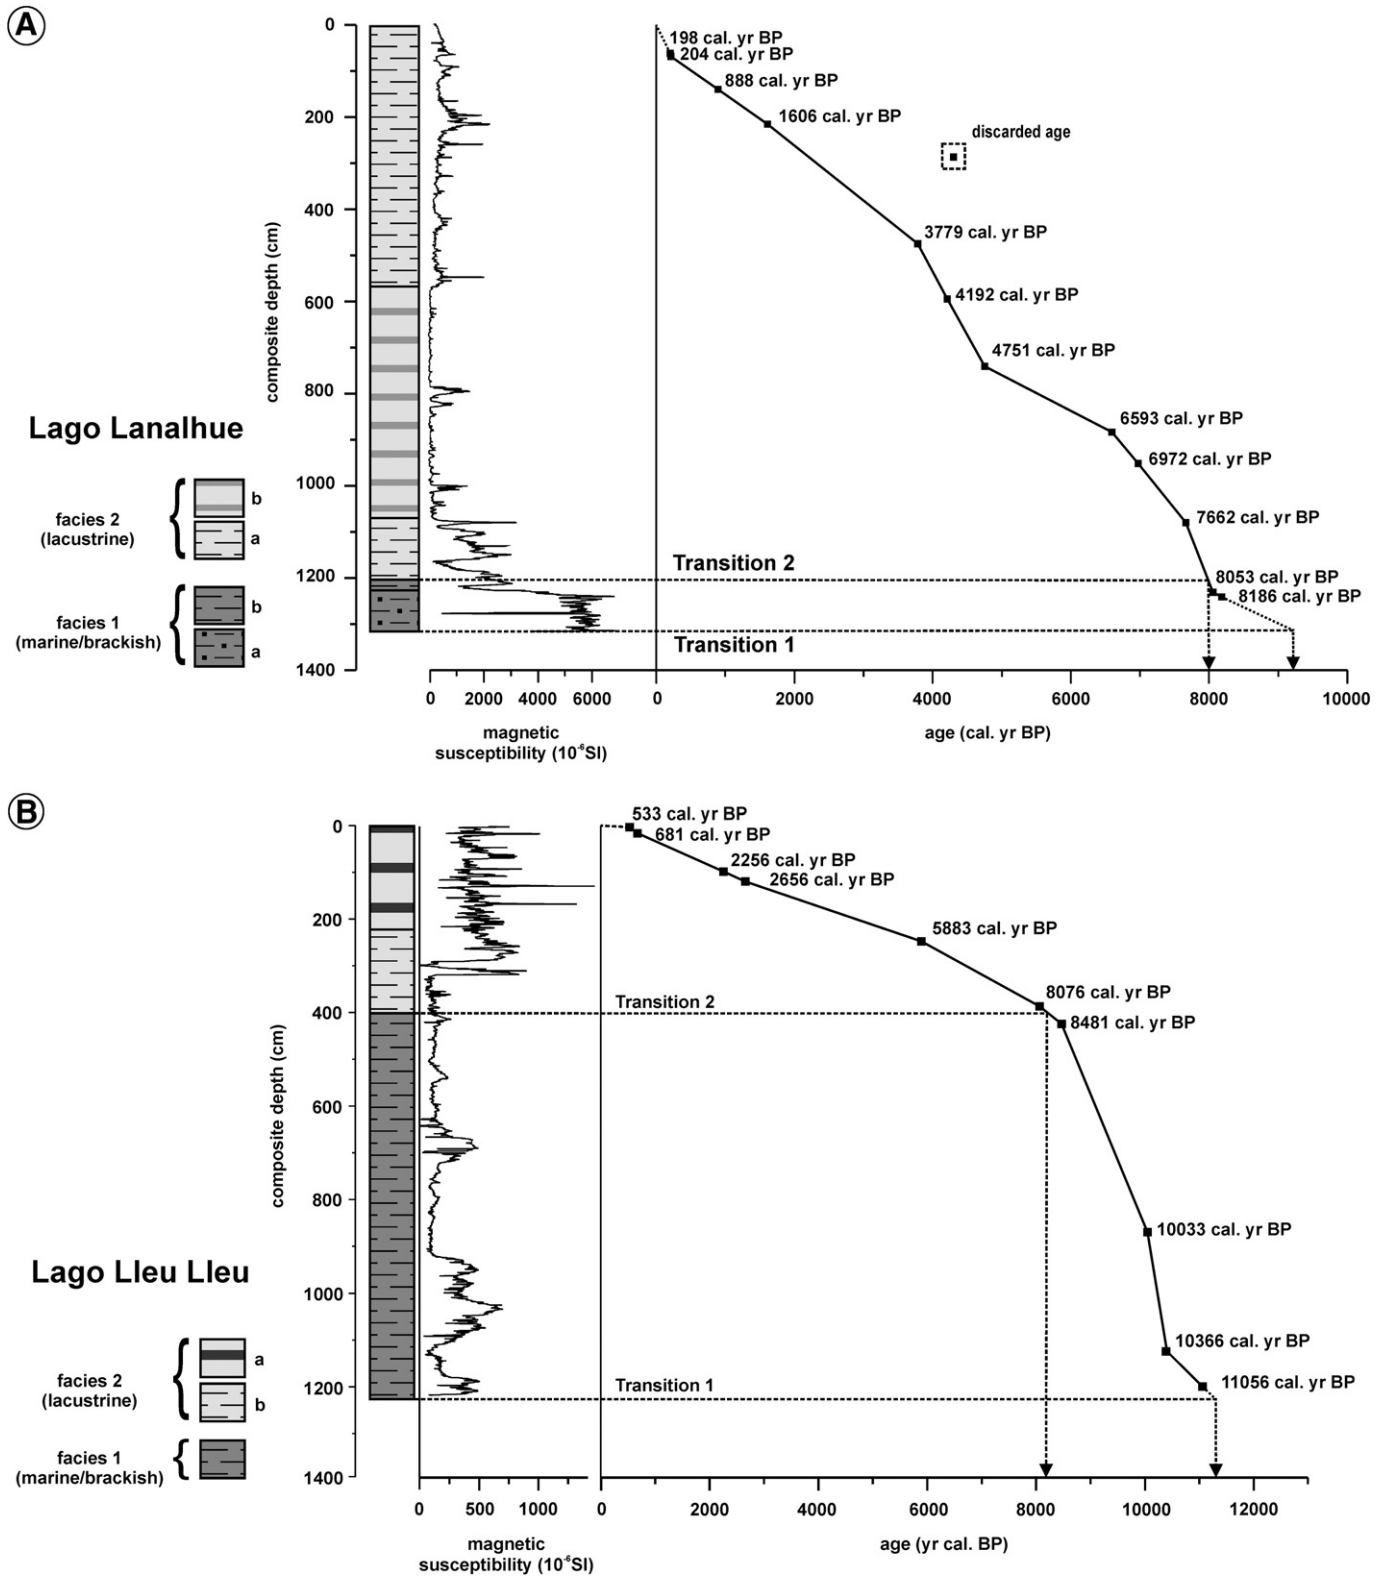 A
0
200
400
600
800
1000
1200
1400
composite depth (cm)
198 cal. yr BP
204 cal. yr BP
888 cal. yr BP
1606 cal. yr BP
discarded age
3779 cal. yr BP
4192 cal. yr BP
4751 cal. yr BP
6593 cal. yr BP
6972 cal. yr BP
7662 cal. yr BP
8053 cal. yr BP
8186 cal. yr BP
Transition 2
Transition 1
Lago Lanalhue
facies 2
(lacustrine)
b
a
facies 1
(marine/brackish)
b
a
0 2000 4000 6000
magnetic
susceptibility (10⁻⁶SI)
0 2000 4000 6000 8000 10000
age (cal. yr BP)
B
0
200
400
600
800
1000
1200
1400
composite depth (cm)
533 cal. yr BP
681 cal. yr BP
2256 cal. yr BP
2656 cal. yr BP
5883 cal. yr BP
8076 cal. yr BP
8481 cal. yr BP
10033 cal. yr BP
10366 cal. yr BP
11056 cal. yr BP
Transition 2
Transition 1
Lago Lleu Lleu
facies 2
(lacustrine)
a
b
facies 1
(marine/brackish)
0 500 1000
magnetic
susceptibility (10⁻⁶SI)
0 2000 4000 6000 8000 10000 12000
age (yr cal. BP)